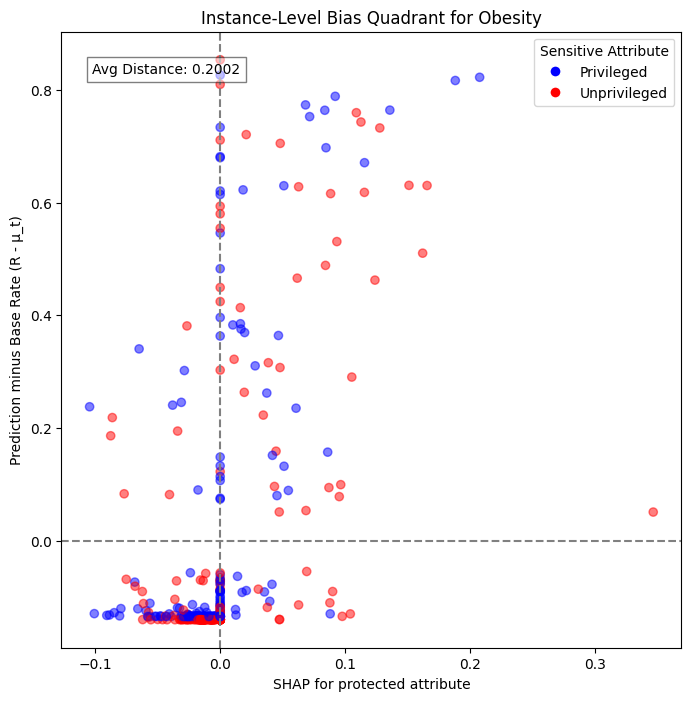 Instance-Level Bias Quadrant for Obesity
Avg Distance: 0.2002
Sensitive Attribute
Privileged
Unprivileged
Prediction minus Base Rate (R - μ_t)
0.8
0.6
0.4
0.2
0.0
−0.1
0.0
0.1
0.2
0.3
SHAP for protected attribute